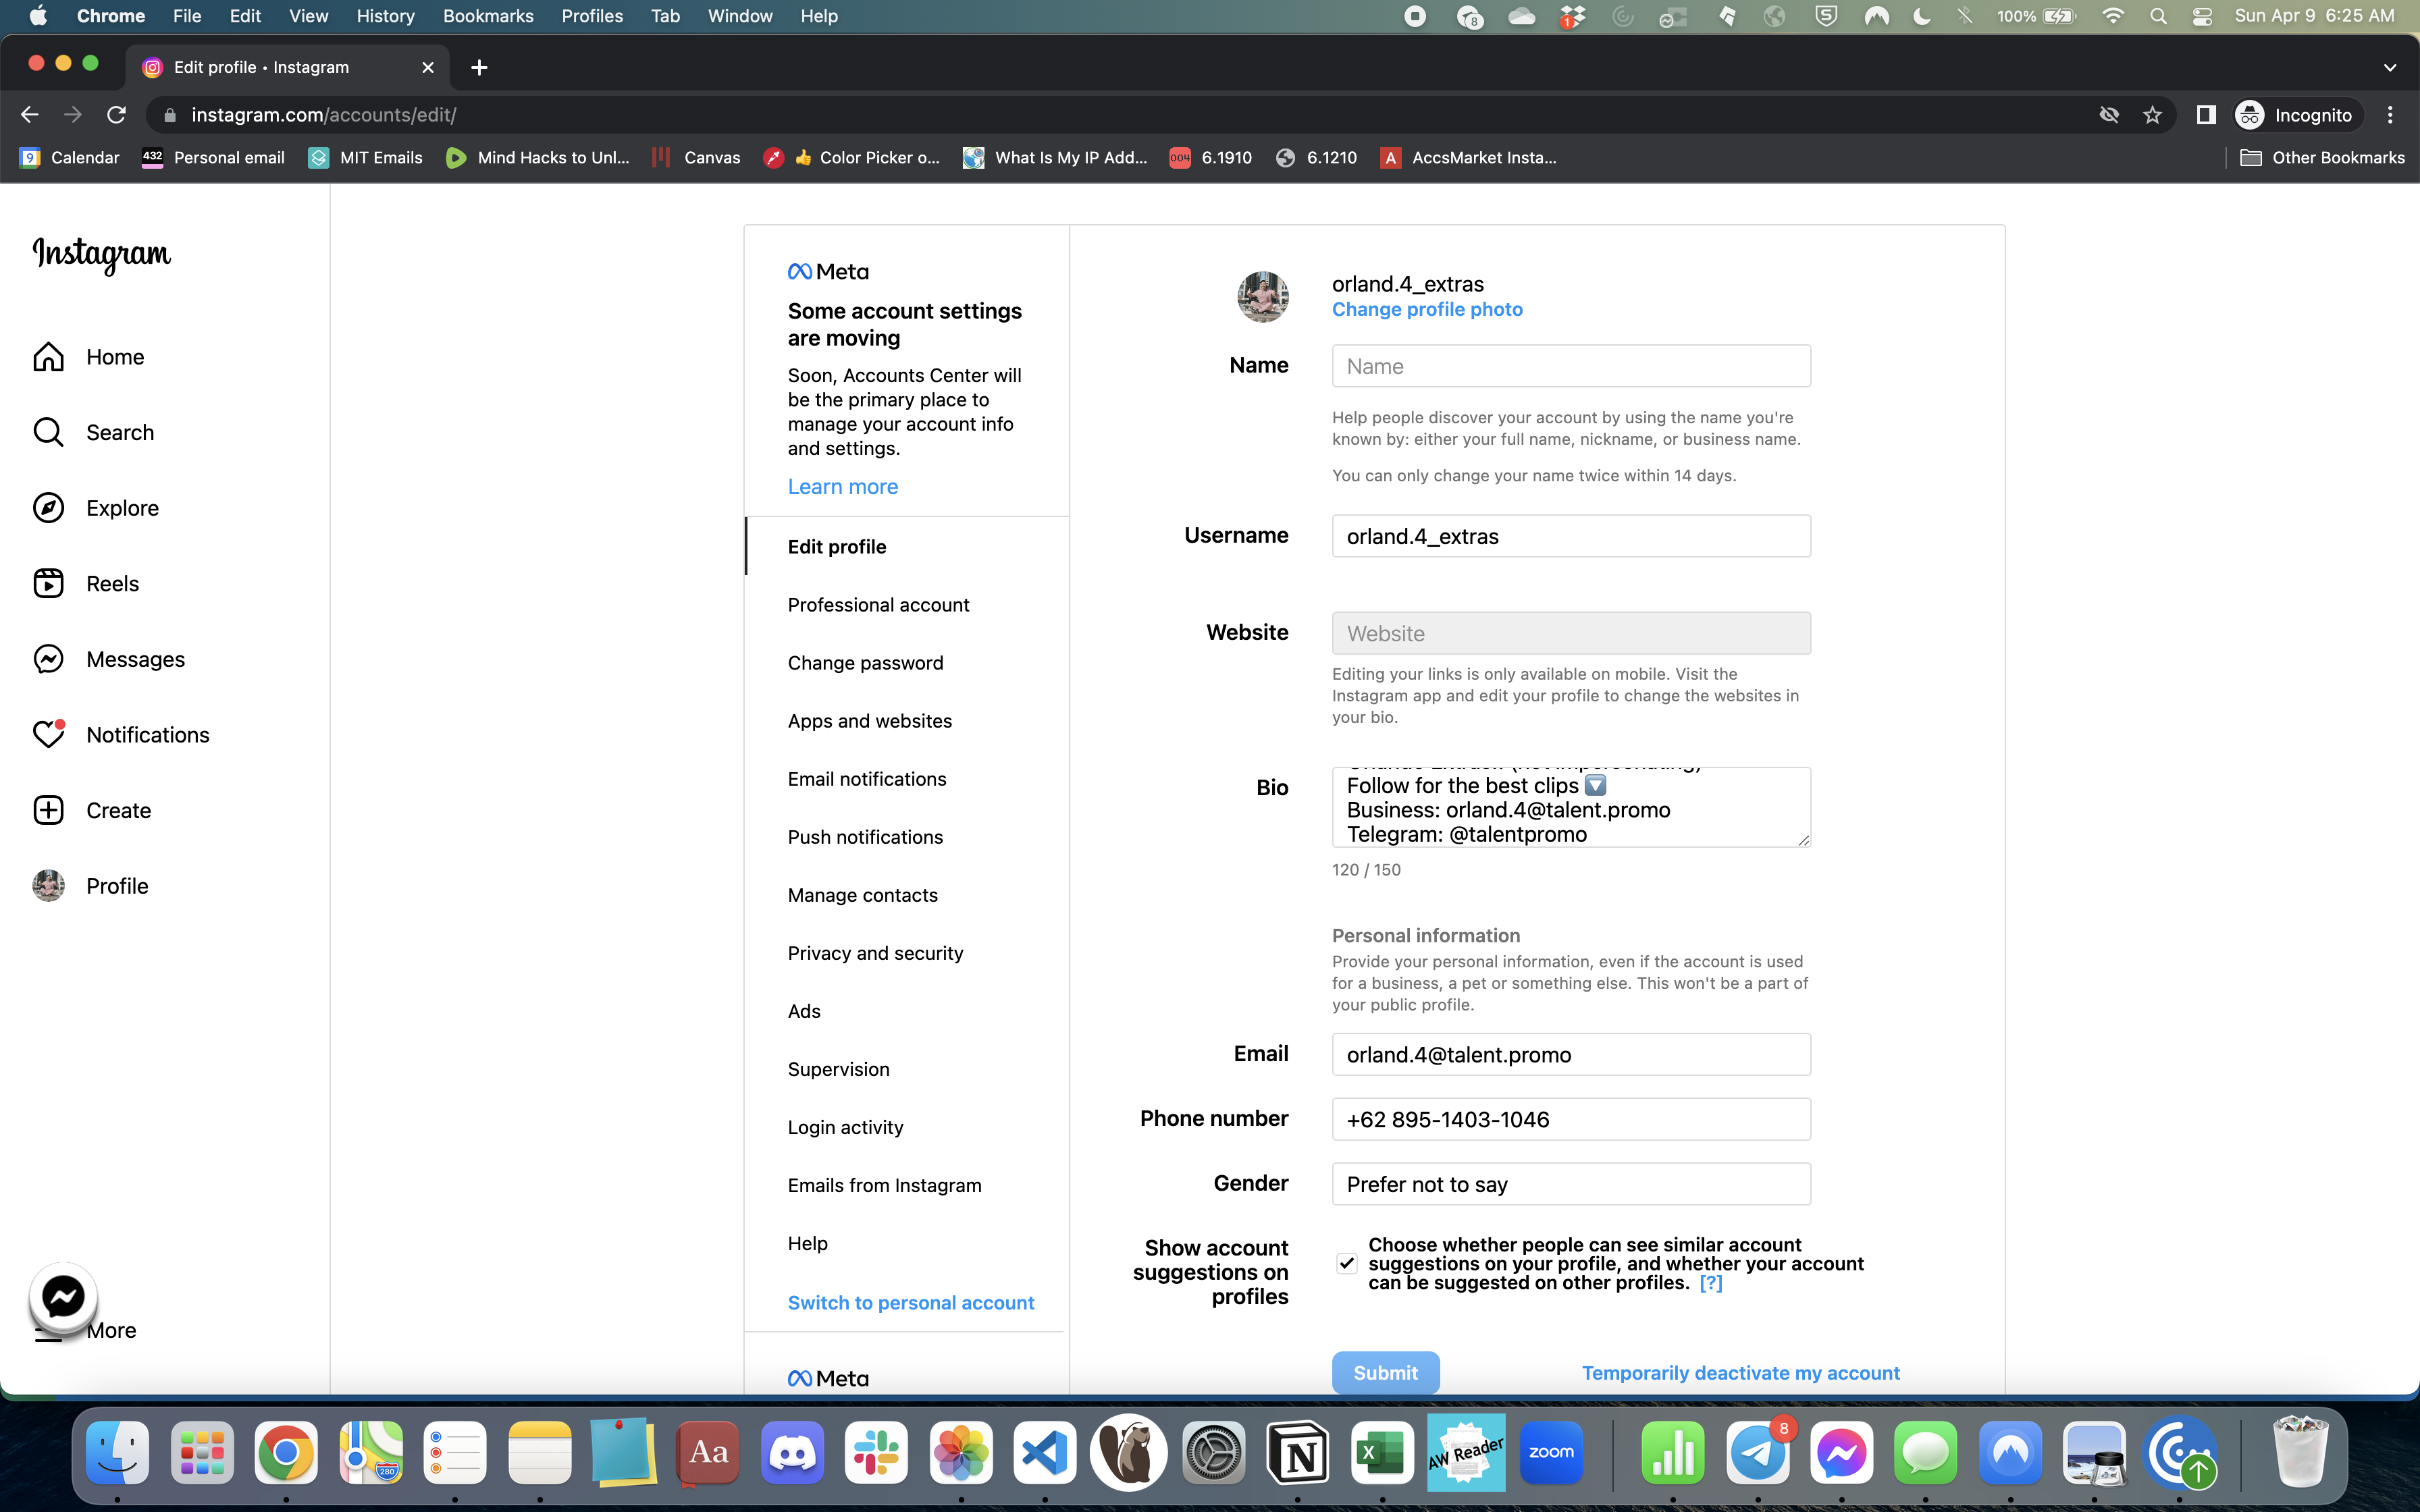 Chrome File Edit View History Bookmarks Profiles Tab Window Help
8
1
100%
Sun Apr 9 6:25 AM
Edit profile • Instagram
instagram.com/accounts/edit/
Incognito
9 Calendar
432 Personal email
MIT Emails
Mind Hacks to Unl...
Canvas
👍 Color Picker o...
What Is My IP Add...
004 6.1910
6.1210
A AccsMarket Insta...
Other Bookmarks
Instagram
Home
Search
Explore
Reels
Messages
Notifications
Create
Profile
More
Meta
Some account settings
are moving
Soon, Accounts Center will
be the primary place to
manage your account info
and settings.
Learn more
Edit profile
Professional account
Change password
Apps and websites
Email notifications
Push notifications
Manage contacts
Privacy and security
Ads
Supervision
Login activity
Emails from Instagram
Help
Switch to personal account
Meta
orland.4_extras
Change profile photo
Name
Name
Help people discover your account by using the name you're
known by: either your full name, nickname, or business name.
You can only change your name twice within 14 days.
Username
orland.4_extras
Website
Website
Editing your links is only available on mobile. Visit the
Instagram app and edit your profile to change the websites in
your bio.
Bio
Follow for the best clips 🔽
Business: orland.4@talent.promo
Telegram: @talentpromo
120 / 150
Personal information
Provide your personal information, even if the account is used
for a business, a pet or something else. This won't be a part of
your public profile.
Email
orland.4@talent.promo
Phone number
+62 895-1403-1046
Gender
Prefer not to say
Show account
suggestions on
profiles
Choose whether people can see similar account
suggestions on your profile, and whether your account
can be suggested on other profiles. [?]
Submit
Temporarily deactivate my account
280
Aa
N
X
AW Reader
zoom
8